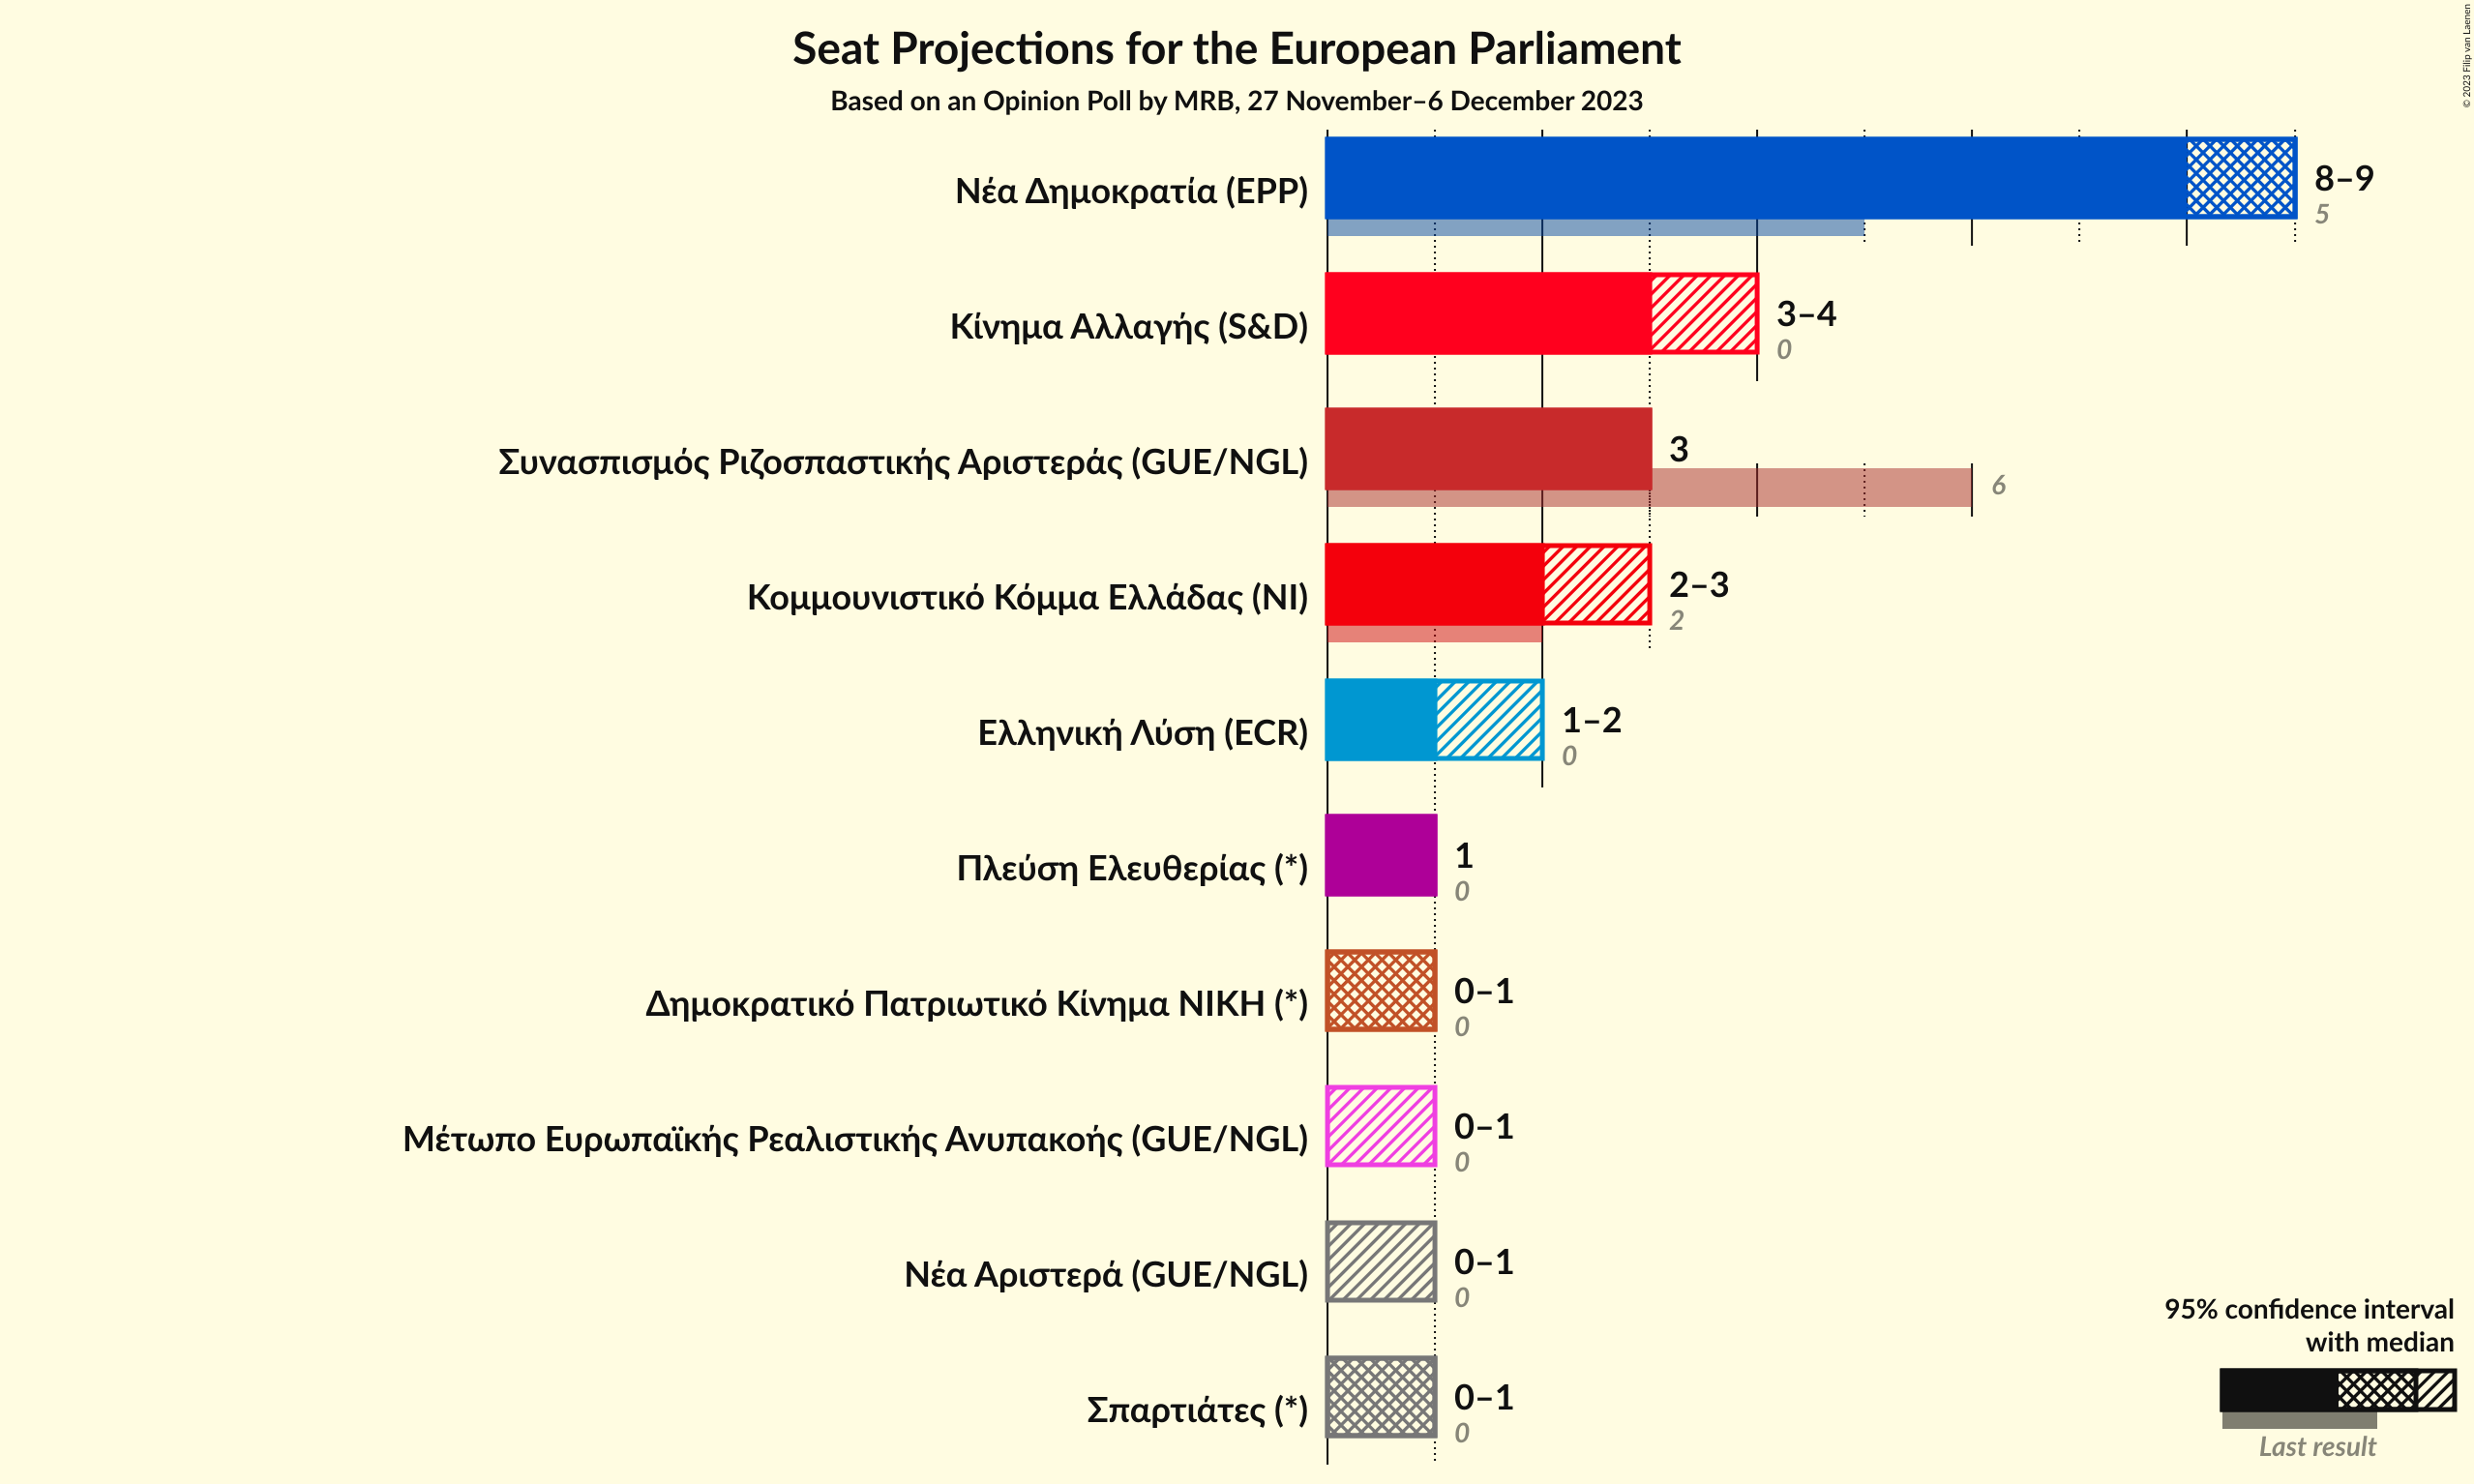 Seat Projections for the European Parliament
Based on an Opinion Poll by MRB, 27 November–6 December 2023
© 2023 Filip van Laenen
Νέα Δημοκρατία (EPP)
8–9
5
Κίνημα Αλλαγής (S&D)
3–4
0
Συνασπισμός Ριζοσπαστικής Αριστεράς (GUE/NGL)
3
6
Κομμουνιστικό Κόμμα Ελλάδας (NI)
2–3
2
Ελληνική Λύση (ECR)
1–2
0
Πλεύση Ελευθερίας (*)
1
0
Δημοκρατικό Πατριωτικό Κίνημα ΝΙΚΗ (*)
0–1
0
Μέτωπο Ευρωπαϊκής Ρεαλιστικής Ανυπακοής (GUE/NGL)
0–1
0
Νέα Αριστερά (GUE/NGL)
0–1
0
Σπαρτιάτες (*)
0–1
0
95% confidence interval
with median
Last result